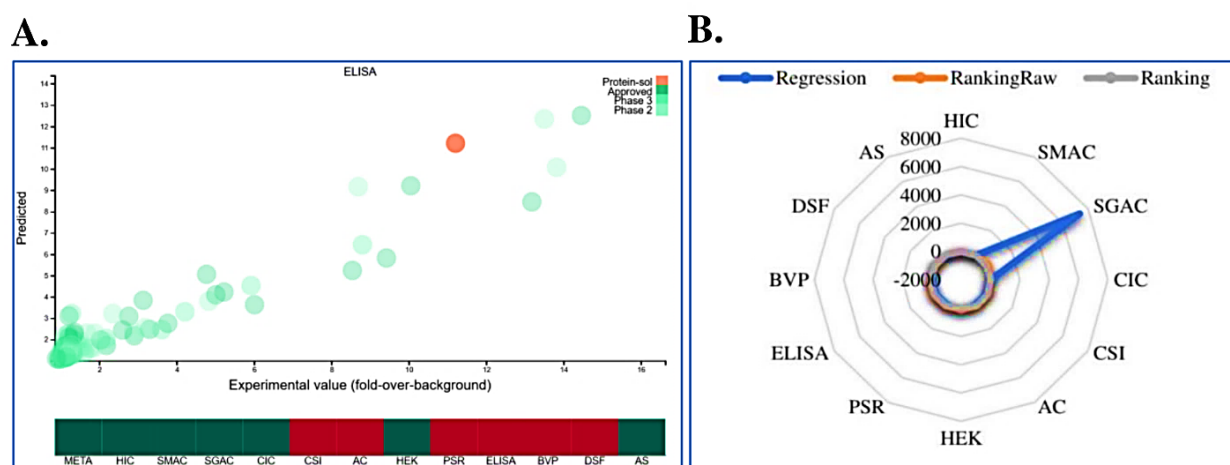 A.
B.
ELISA
Protein-sol
Approved
Phase 3
Phase 2
Predicted
14
13
12
11
10
9
8
7
6
5
4
3
2
2 4 6 8 10 12 14 16
Experimental value (fold-over-background)
META HIC SMAC SGAC CIC CSI AC HEK PSR ELISA BVP DSF AS
Regression RankingRaw Ranking
HIC
SMAC
SGAC
CIC
CSI
AC
HEK
PSR
ELISA
BVP
DSF
AS
8000
6000
4000
2000
0
-2000